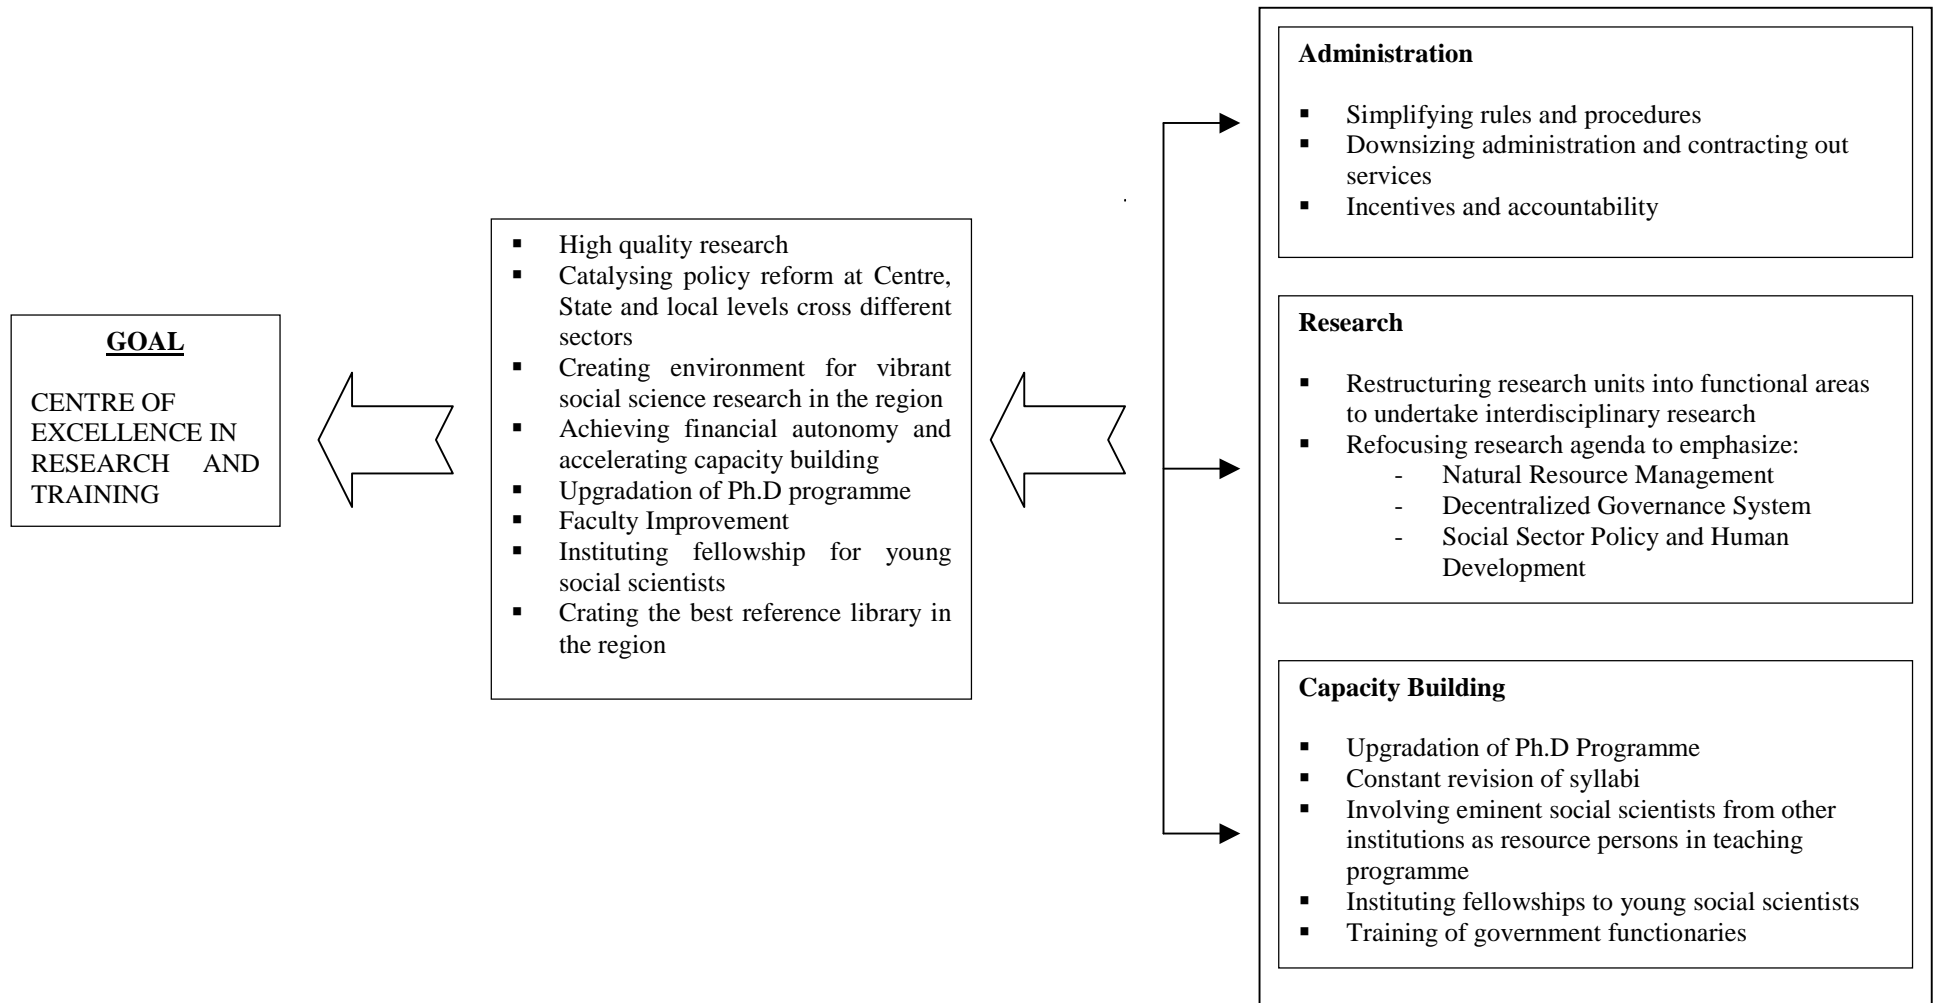 GOAL
CENTRE OF
EXCELLENCE IN
RESEARCH AND
TRAINING
▪ High quality research
▪ Catalysing policy reform at Centre,
State and local levels cross different
sectors
▪ Creating environment for vibrant
social science research in the region
▪ Achieving financial autonomy and
accelerating capacity building
▪ Upgradation of Ph.D programme
▪ Faculty Improvement
▪ Instituting fellowship for young
social scientists
▪ Crating the best reference library in
the region
Administration
▪ Simplifying rules and procedures
▪ Downsizing administration and contracting out
services
▪ Incentives and accountability
Research
▪ Restructuring research units into functional areas
to undertake interdisciplinary research
▪ Refocusing research agenda to emphasize:
- Natural Resource Management
- Decentralized Governance System
- Social Sector Policy and Human
Development
Capacity Building
▪ Upgradation of Ph.D Programme
▪ Constant revision of syllabi
▪ Involving eminent social scientists from other
institutions as resource persons in teaching
programme
▪ Instituting fellowships to young social scientists
▪ Training of government functionaries